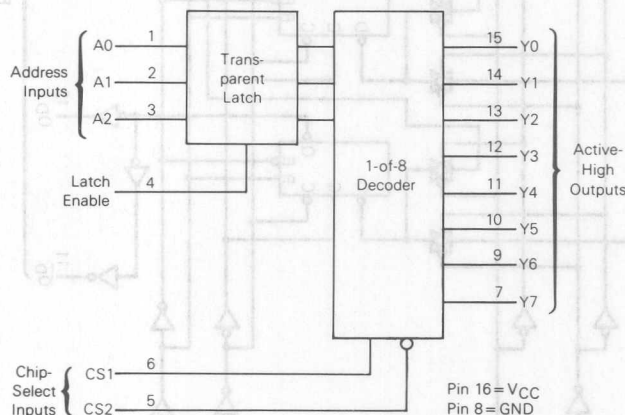 Address
Inputs
A0 1
A1 2
A2 3
Trans-
parent
Latch
Latch
Enable
4
1-of-8
Decoder
15 Y0
14 Y1
13 Y2
12 Y3
11 Y4
10 Y5
9 Y6
7 Y7
Active-
High
Outputs
Chip-
Select
Inputs
CS1 6
CS2 5
Pin 16 = VCC
Pin 8 = GND